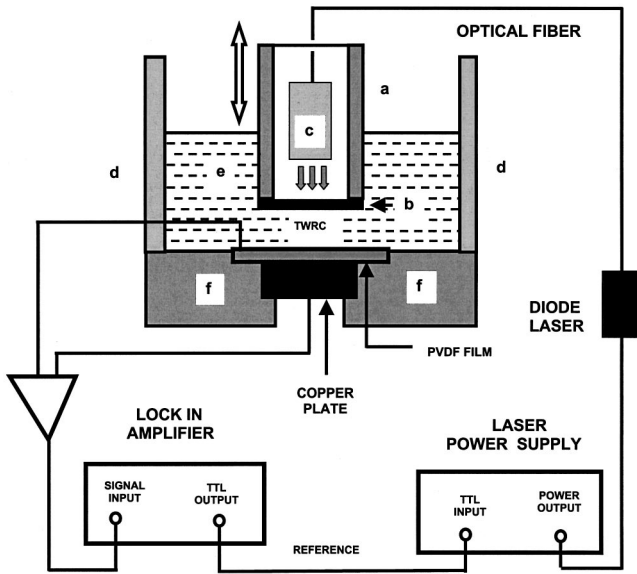 OPTICAL FIBER
a
c
d
e
d
b
TWRC
f
f
DIODE
LASER
PVDF FILM
COPPER
PLATE
LOCK IN
AMPLIFIER
LASER
POWER SUPPLY
SIGNAL
INPUT
TTL
OUTPUT
TTL
INPUT
POWER
OUTPUT
REFERENCE